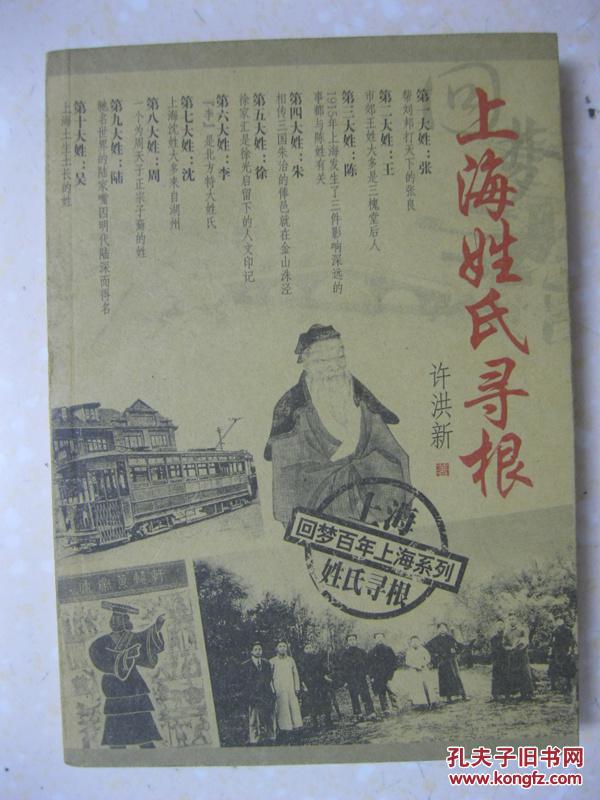 上海姓氏寻根
许洪新
著
第一大姓：张
帮刘邦打天下的张良
第二大姓：王
市郊王姓大多是三槐堂后人
第三大姓：陈
1915年上海发生了三件影响深远的
事都与陈姓有关
第四大姓：朱
相传三国朱治的俸邑就在金山洙泾
第五大姓：徐
徐家汇是徐光启留下的人文印记
第六大姓：李
“李”是北方特大姓氏
第七大姓：沈
上海沈姓大多来自湖州
第八大姓：周
一个为周天子正宗子裔的姓
第九大姓：陆
驰名世界的陆家嘴因明代陆深而得名
第十大姓：吴
上海土生土长的姓
上海
回梦百年上海系列
姓氏寻根
孔夫子旧书网
www.kongfz.com